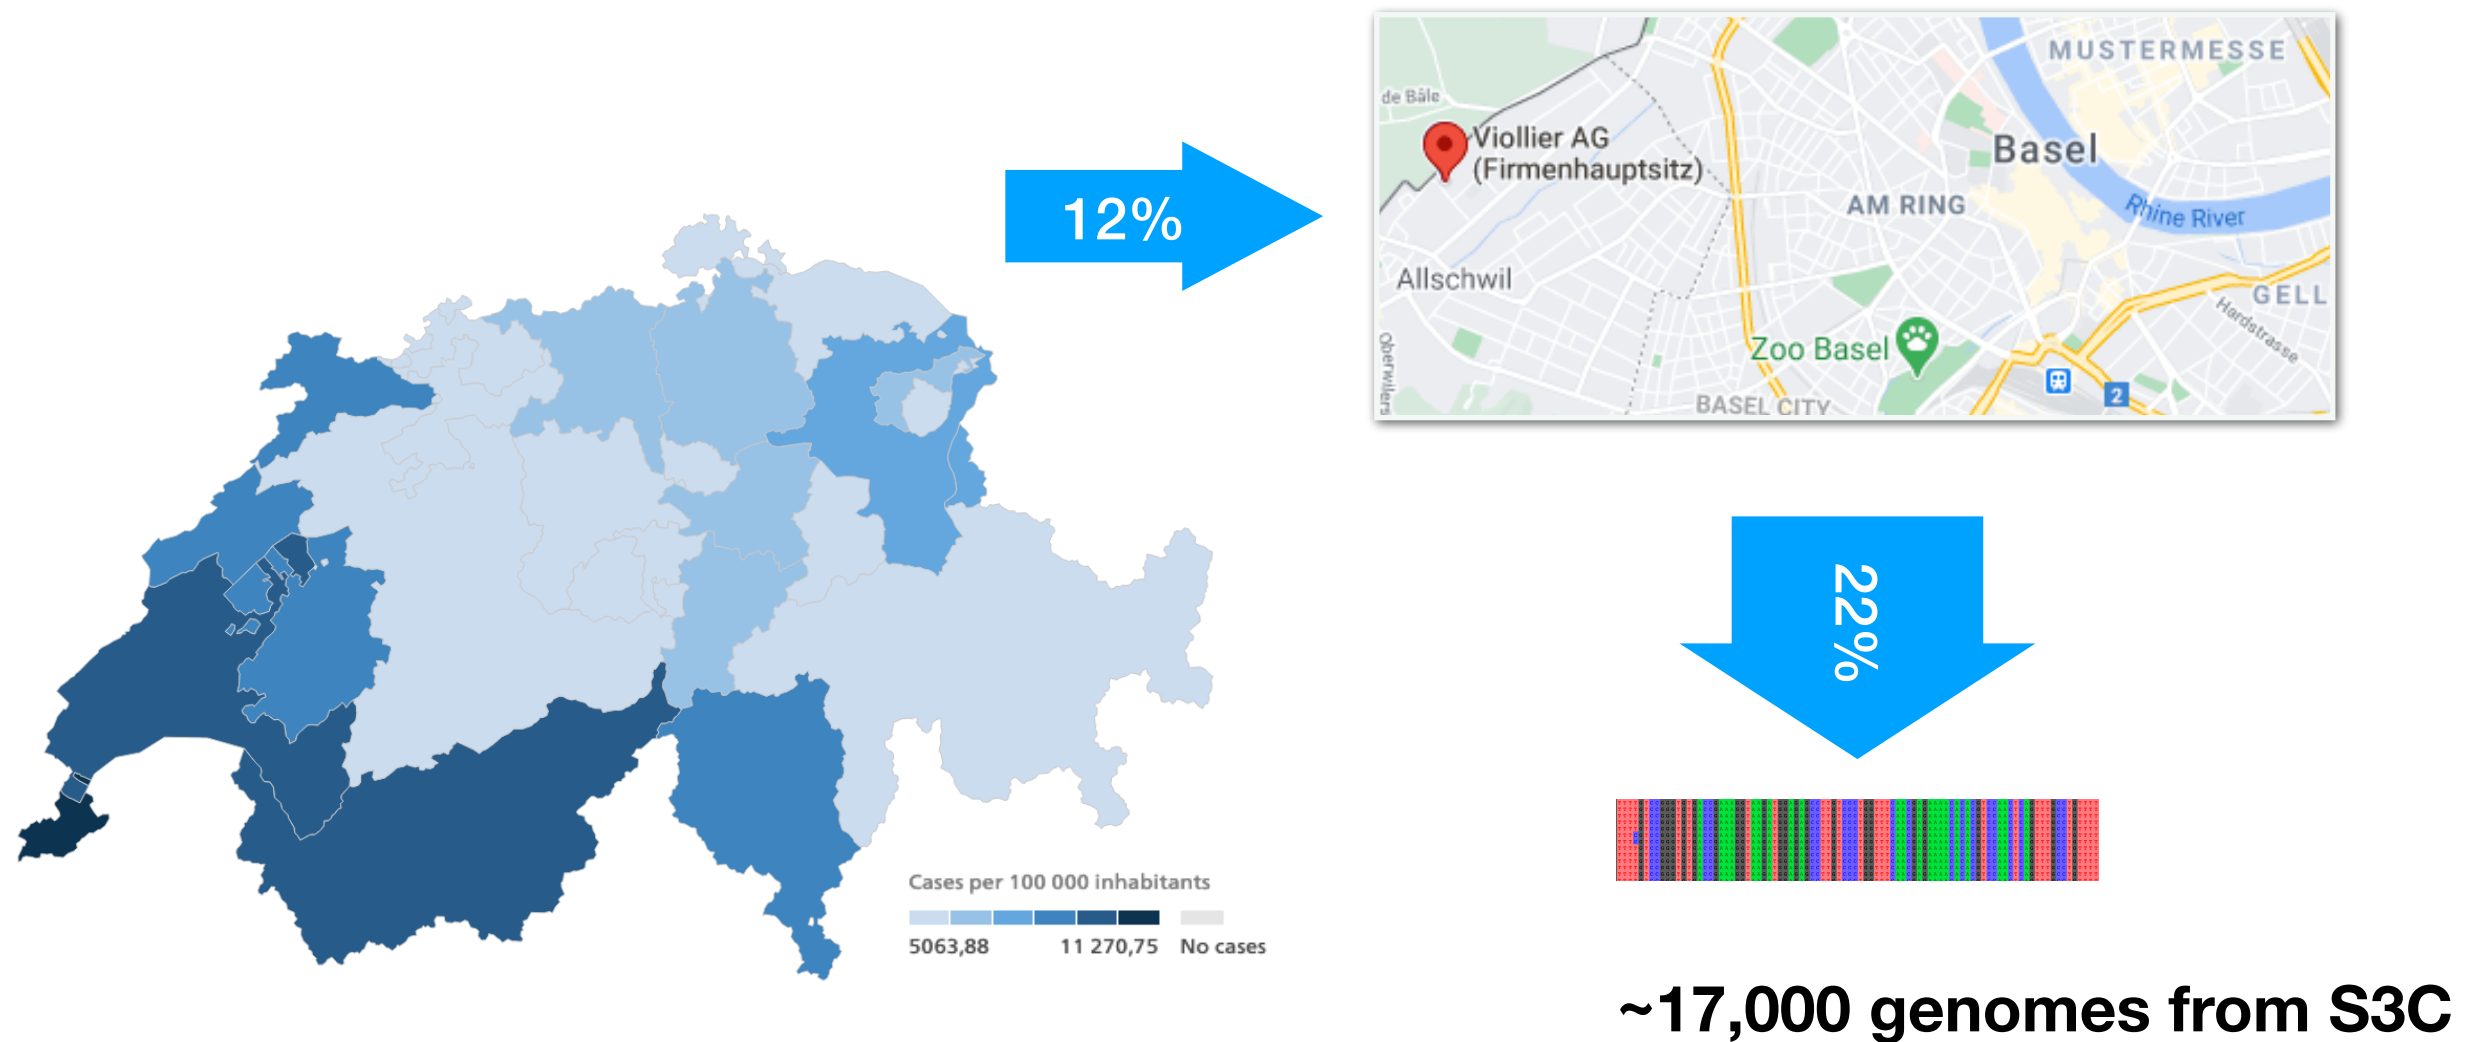 12%
MUSTERMESSE
de Bâle
Viollier AG
(Firmenhauptsitz)
Basel
AM RING
Rhine River
Allschwil
GELL
Hardstrasse
Zoo Basel
2
BASEL CITY
22%
Cases per 100 000 inhabitants
5063,88 11 270,75 No cases
~17,000 genomes from S3C